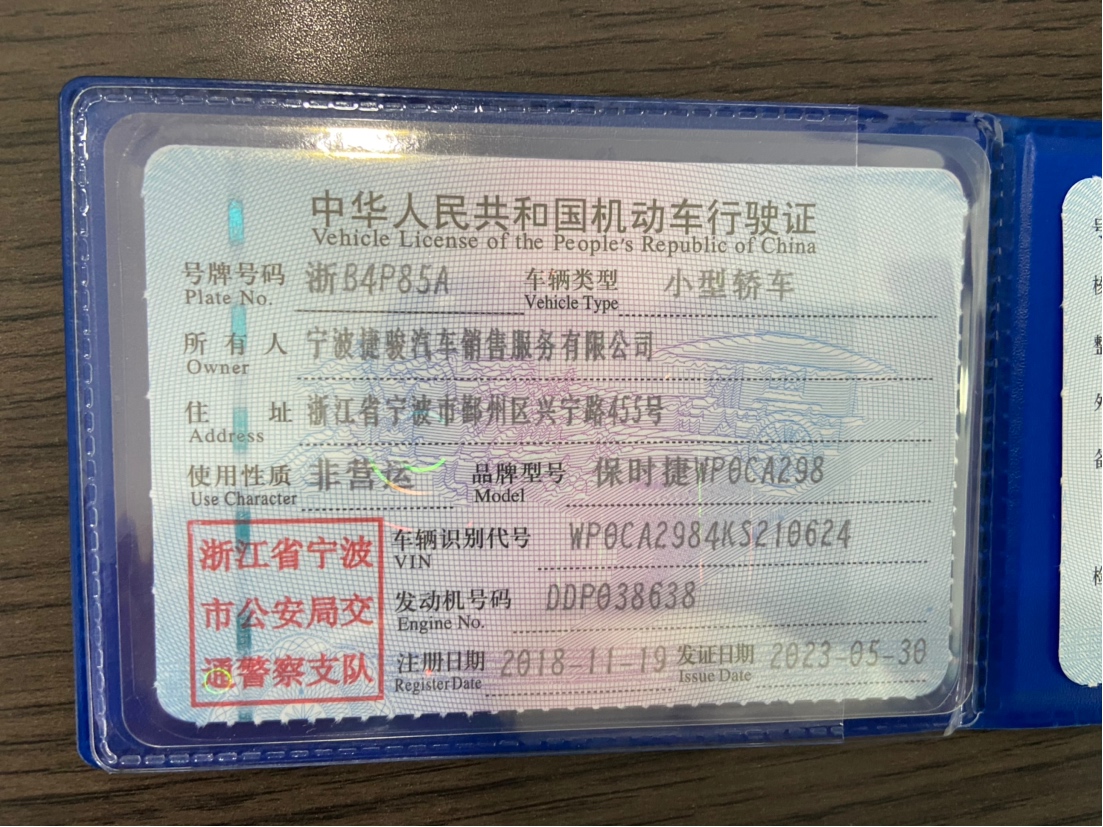 中华人民共和国机动车行驶证
Vehicle License of the People's Republic of China
号牌号码 浙B4P85A 车辆类型 小型轿车
Plate No. Vehicle Type
所有人 宁波捷骏汽车销售服务有限公司
Owner
住址 浙江省宁波市鄞州区兴宁路455号
Address
使用性质 非营运 品牌型号 保时捷WP0CA298
Use Character Model
浙江省宁波
市公安局交
通警察支队
车辆识别代号 WP0CA2984KS210624
VIN
发动机号码 DDP038638
Engine No.
注册日期 2018-11-19 发证日期 2023-05-30
Register Date Issue Date